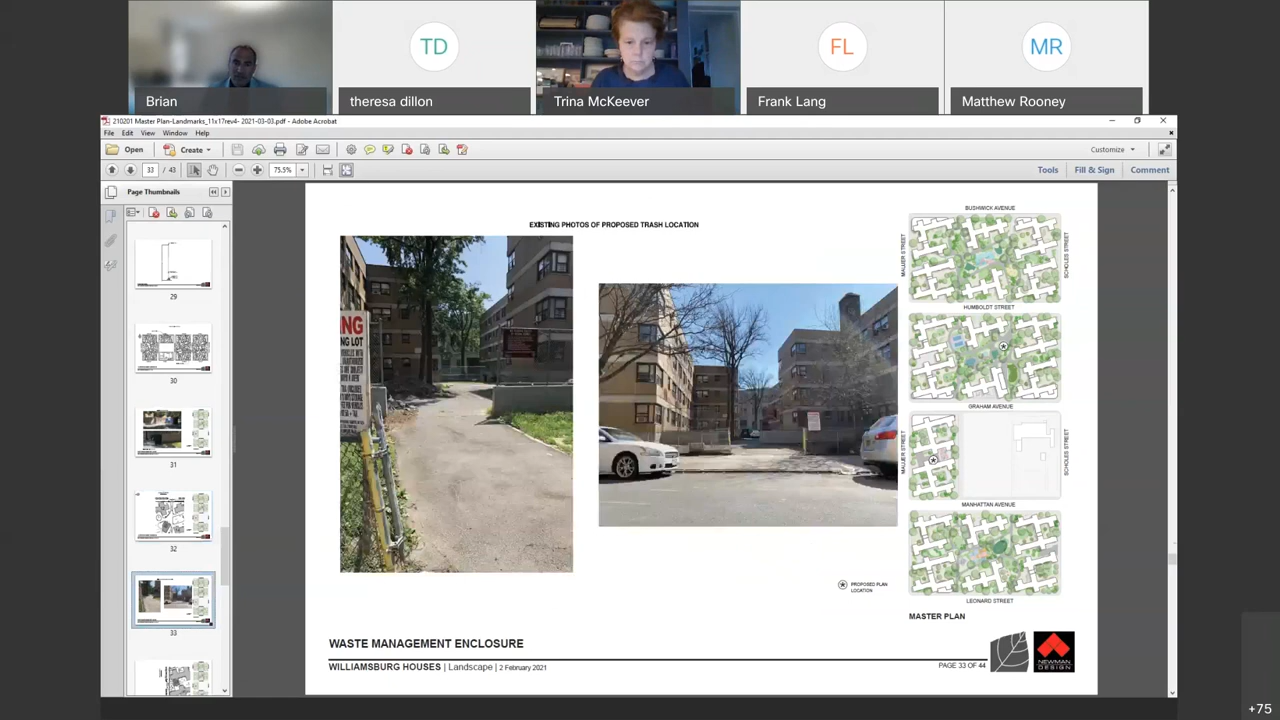 TD
FL
MR
Brian
theresa dillon
Trina McKeever
Frank Lang
Matthew Rooney
210201 Master Plan-Landmarks_11x17rev4- 2021-03-03.pdf - Adobe Acrobat
File Edit View Window Help
Open
Create
Customize
33 / 43
75.5%
Tools
Fill & Sign
Comment
Page Thumbnails
29
30
31
32
33
EXISTING PHOTOS OF PROPOSED TRASH LOCATION
NG
NG LOT
BUSHWICK AVENUE
MAUJER STREET
SCHOLES STREET
HUMBOLDT STREET
GRAHAM AVENUE
MAUJER STREET
SCHOLES STREET
MANHATTAN AVENUE
LEONARD STREET
PROPOSED PLAN
LOCATION
MASTER PLAN
WASTE MANAGEMENT ENCLOSURE
WILLIAMSBURG HOUSES | Landscape | 2 February 2021
PAGE 33 OF 44
NEWMAN
DESIGN
+75